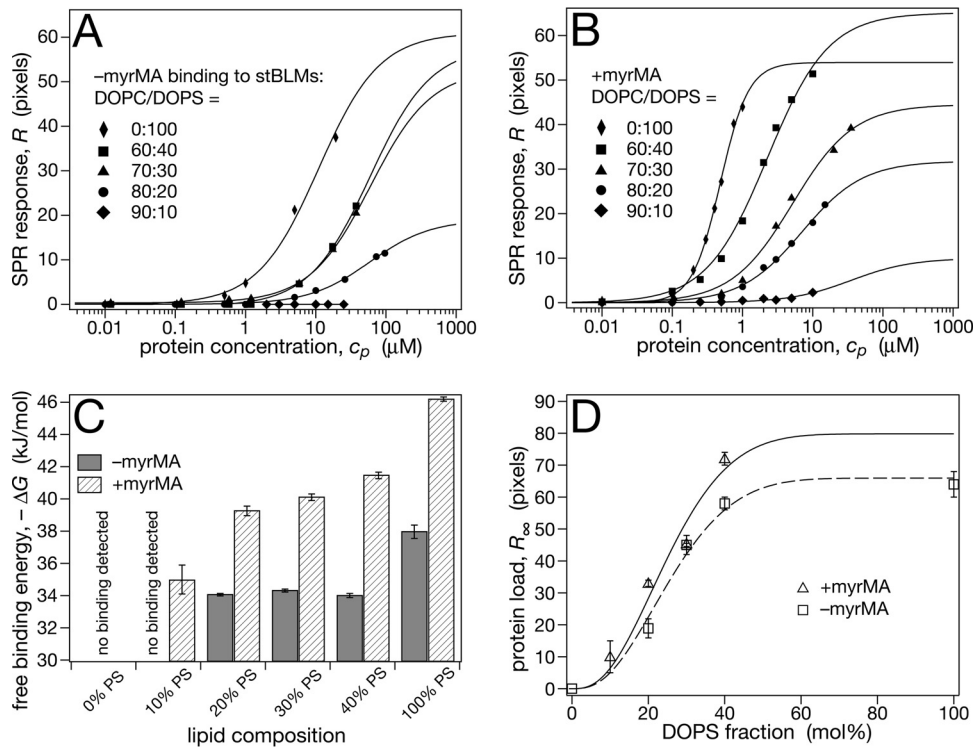 A
SPR response, R (pixels)
60
50
40
30
20
10
0
–myrMA binding to stBLMs:
DOPC/DOPS =
0:100
60:40
70:30
80:20
90:10
0.01 0.1 1 10 100 1000
protein concentration, cp (μM)
B
SPR response, R (pixels)
60
50
40
30
20
10
0
+myrMA
DOPC/DOPS =
0:100
60:40
70:30
80:20
90:10
0.01 0.1 1 10 100 1000
protein concentration, cp (μM)
C
free binding energy, – ΔG (kJ/mol)
46
44
42
40
38
36
34
32
30
–myrMA
+myrMA
no binding detected
no binding detected
0% PS 10% PS 20% PS 30% PS 40% PS 100% PS
lipid composition
D
protein load, R∞ (pixels)
90
80
70
60
50
40
30
20
10
0
+myrMA
–myrMA
0 20 40 60 80 100
DOPS fraction (mol%)